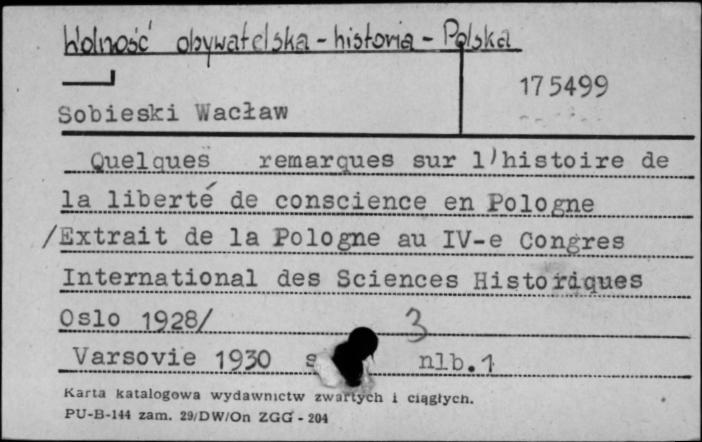 Wolność obywatelska - historia - Polska
175499
Sobieski Wacław
Quelques remarques sur l'histoire de
la liberté de conscience en Pologne
/Extrait de la Pologne au IV-e Congres
International des Sciences Historiques
Oslo 1928/ 3
Varsovie 1930 s nlb.1
Karta katalogowa wydawnictw zwartych i ciągłych.
PU-B-144 zam. 29/DW/On ZGG - 204